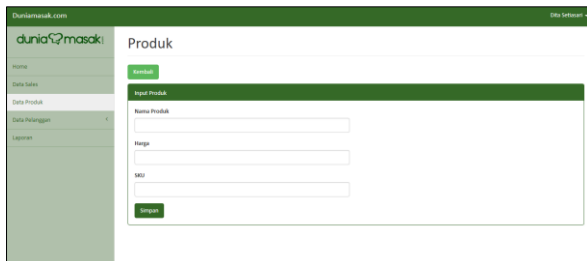 Duniamasak.com
Dita Setiasari
dunia masak
Produk
Home
Data Sales
Data Produk
Data Pelanggan
Laporan
Kembali
Input Produk
Nama Produk
Harga
SKU
Simpan